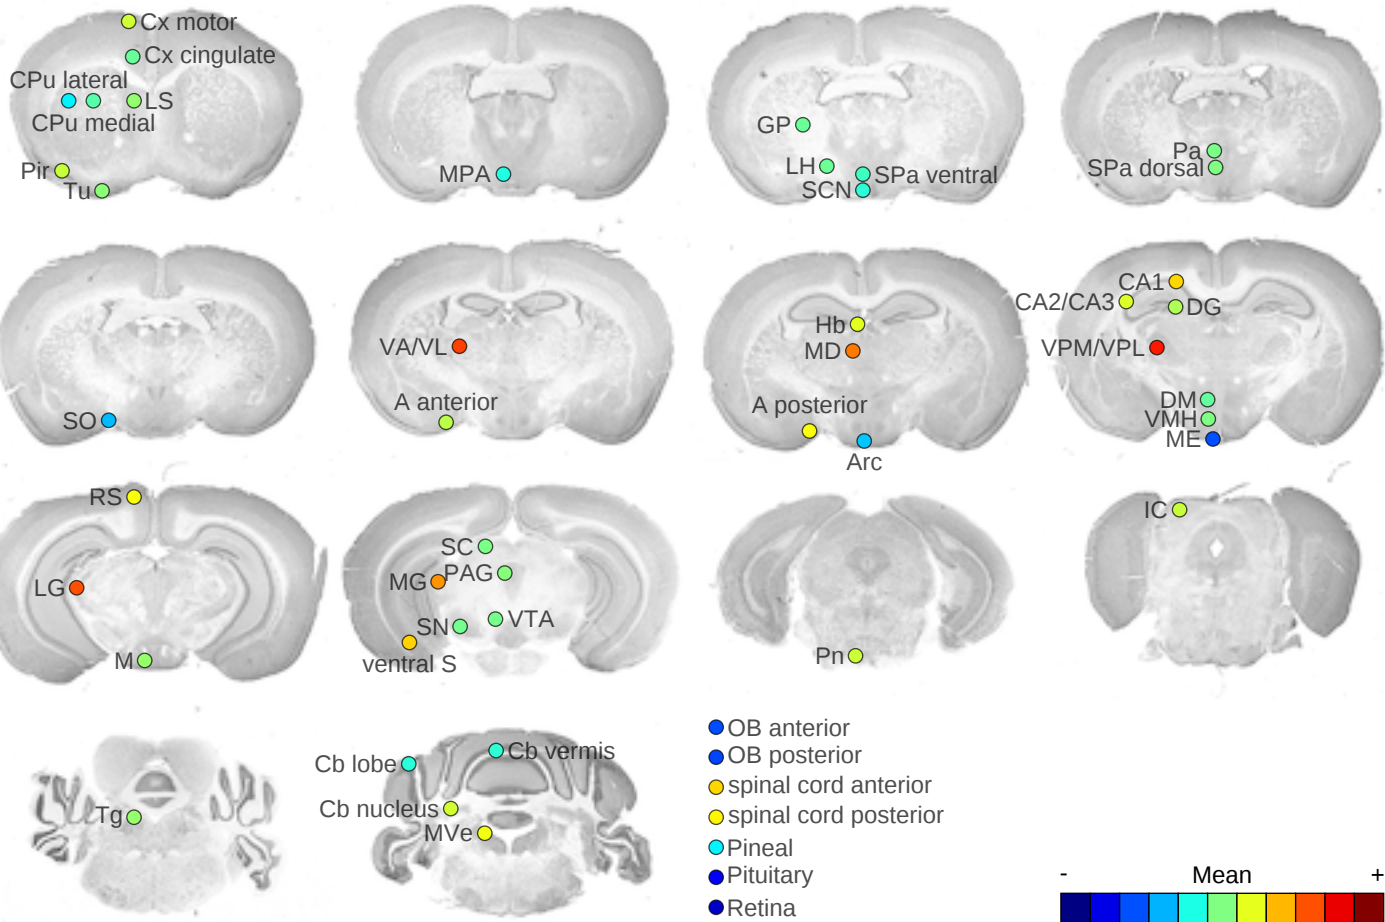 Cx motor
Cx cingulate
CPu lateral
LS
CPu medial
Pir
Tu
MPA
GP
LH
SPa ventral
SCN
Pa
SPa dorsal
SO
VA/VL
A anterior
Hb
MD
A posterior
Arc
CA1
CA2/CA3
DG
VPM/VPL
DM
VMH
ME
RS
LG
M
SC
MG
PAG
SN
VTA
ventral S
Pn
IC
Tg
Cb lobe
Cb vermis
Cb nucleus
MVe
OB anterior
OB posterior
spinal cord anterior
spinal cord posterior
Pineal
Pituitary
Retina
- Mean +